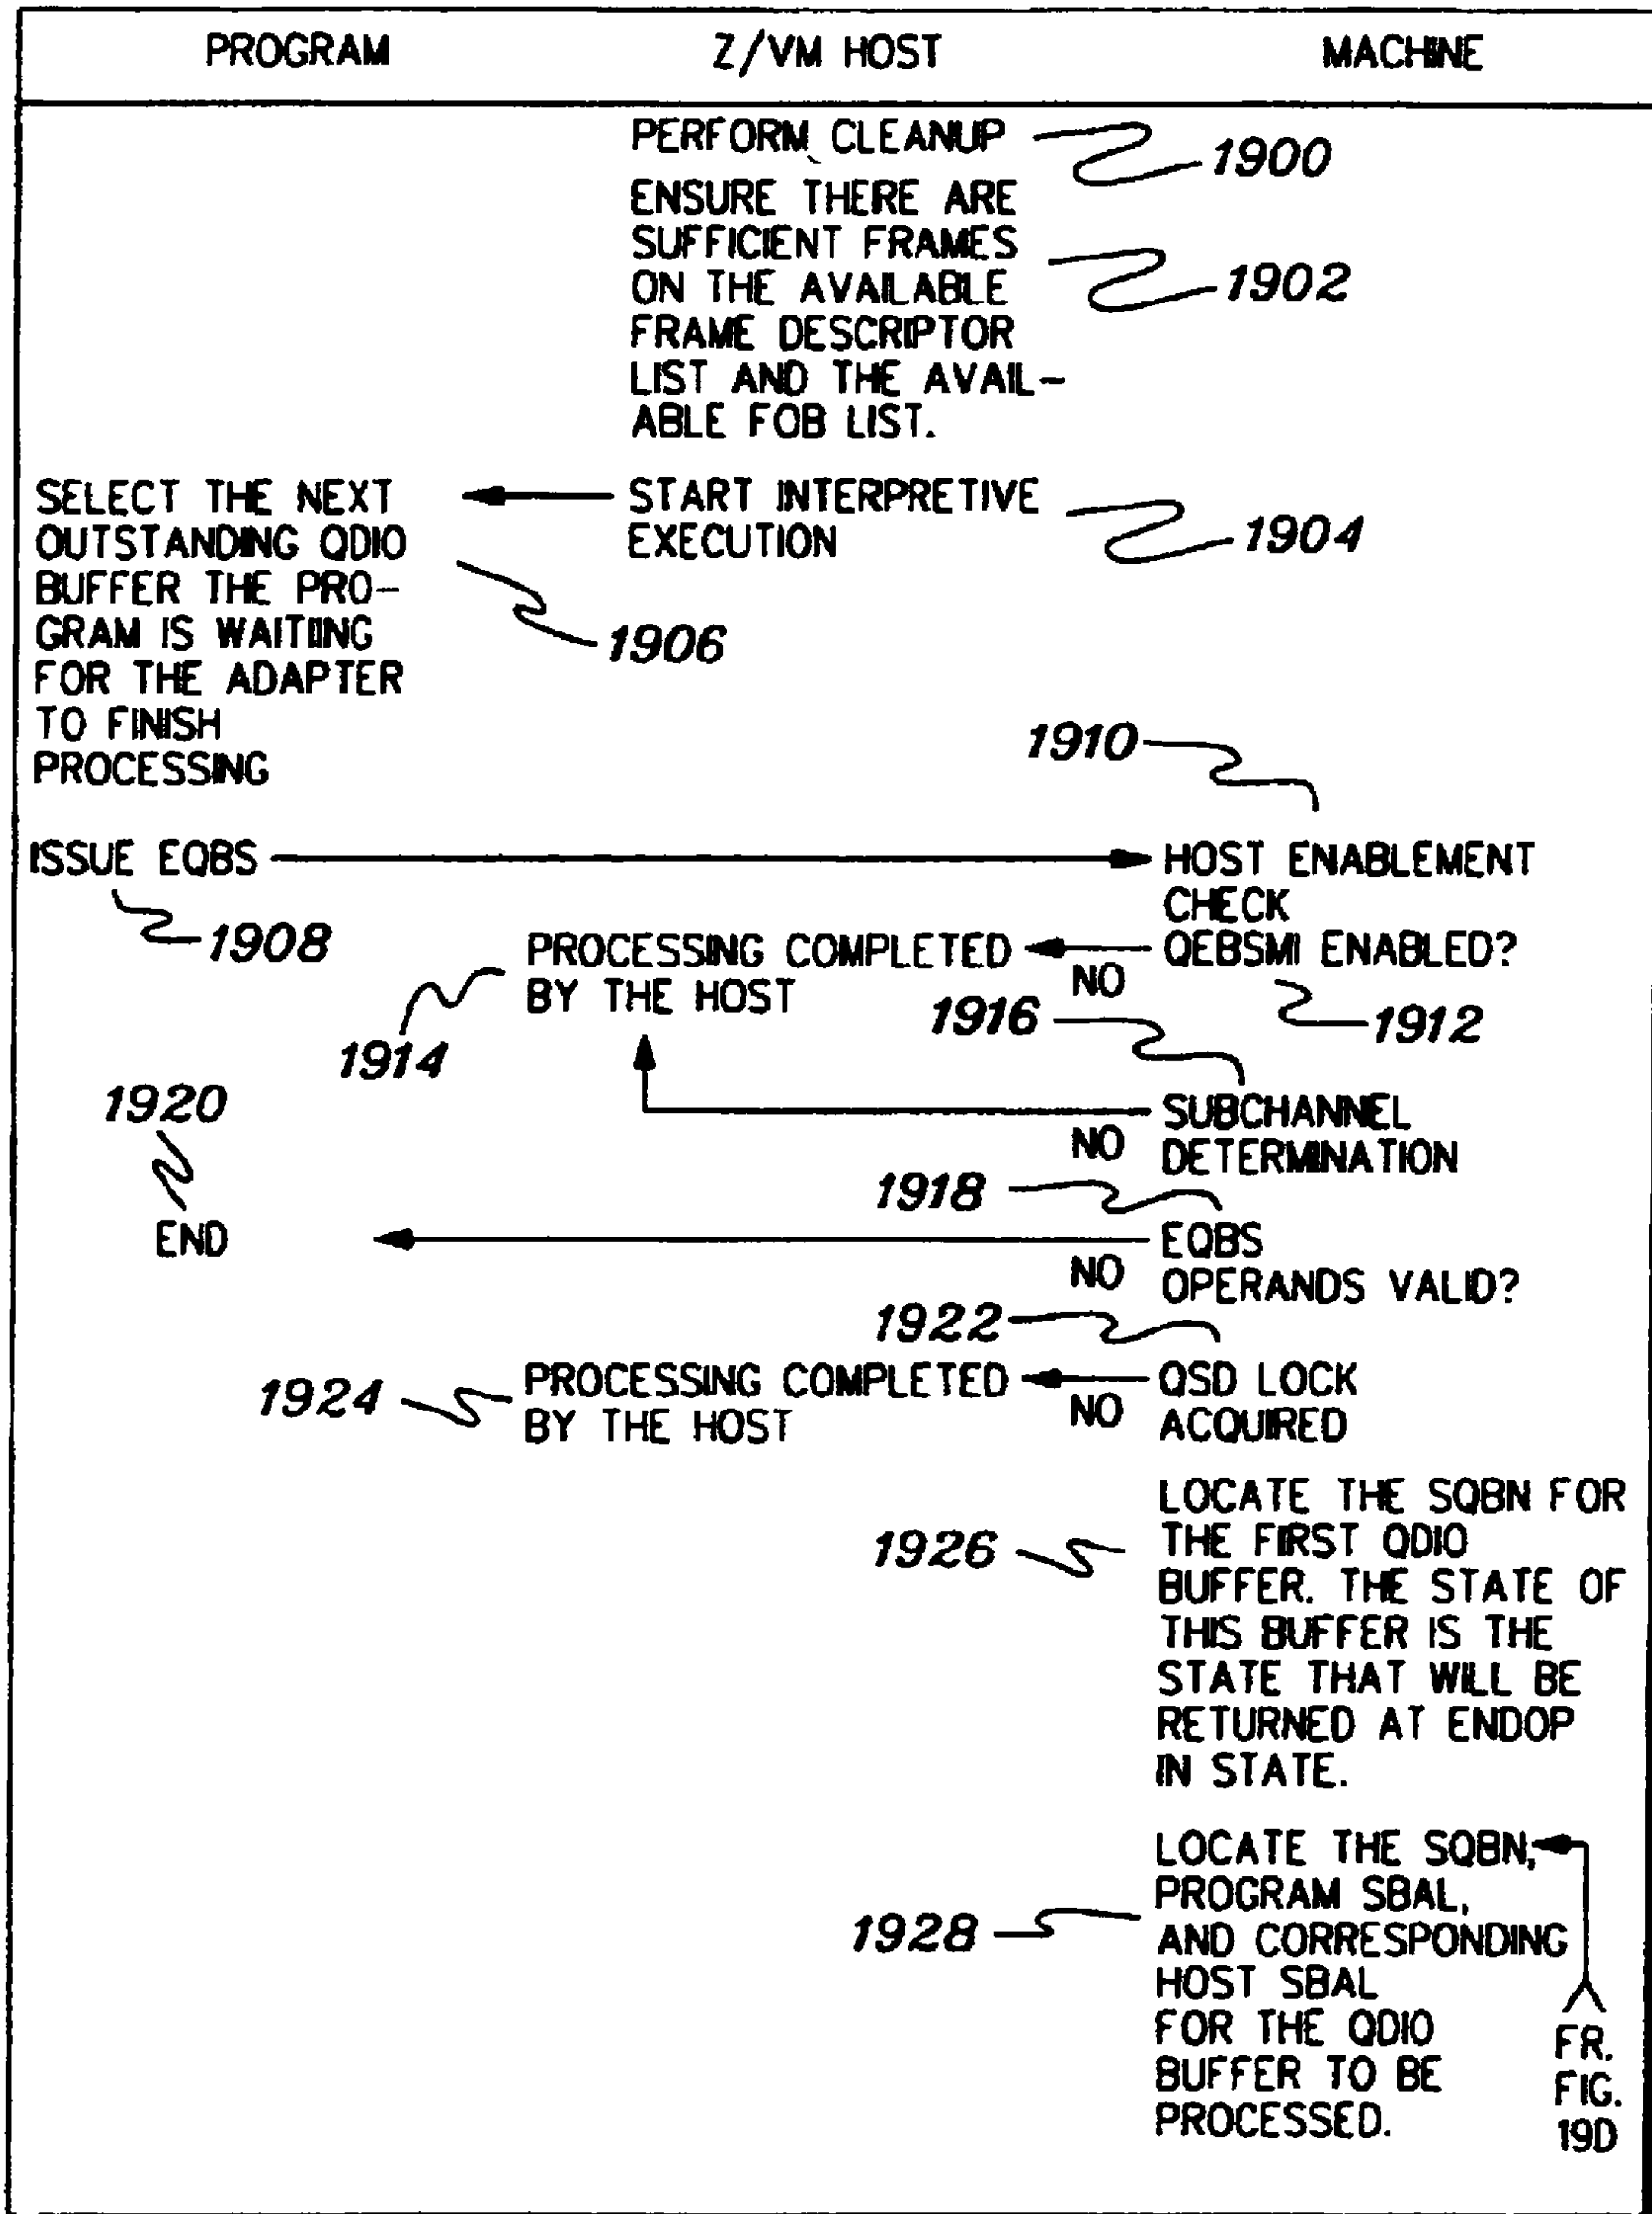 PROGRAM
Z/VM HOST
MACHINE
PERFORM CLEANUP
1900
ENSURE THERE ARE
SUFFICIENT FRAMES
ON THE AVAILABLE
FRAME DESCRIPTOR
LIST AND THE AVAIL-
ABLE FOB LIST.
1902
SELECT THE NEXT
OUTSTANDING QDIO
BUFFER THE PRO-
GRAM IS WAITIING
FOR THE ADAPTER
TO FINISH
PROCESSING
START INTERPRETIVE
EXECUTION
1904
1906
1910
ISSUE EQBS
HOST ENABLEMENT
CHECK
1908
PROCESSING COMPLETED
BY THE HOST
NO
QEBSMI ENABLED?
1912
1914
1916
SUBCHANNEL
DETERMINATION
NO
1920
1918
END
NO
EQBS
OPERANDS VALID?
1922
1924
PROCESSING COMPLETED
BY THE HOST
NO
QSD LOCK
ACQUIRED
1926
LOCATE THE SQBN FOR
THE FIRST QDIO
BUFFER. THE STATE OF
THIS BUFFER IS THE
STATE THAT WILL BE
RETURNED AT ENDOP
IN STATE.
1928
LOCATE THE SQBN,
PROGRAM SBAL,
AND CORRESPONDING
HOST SBAL
FOR THE QDIO
BUFFER TO BE
PROCESSED.
FR.
FIG.
19D